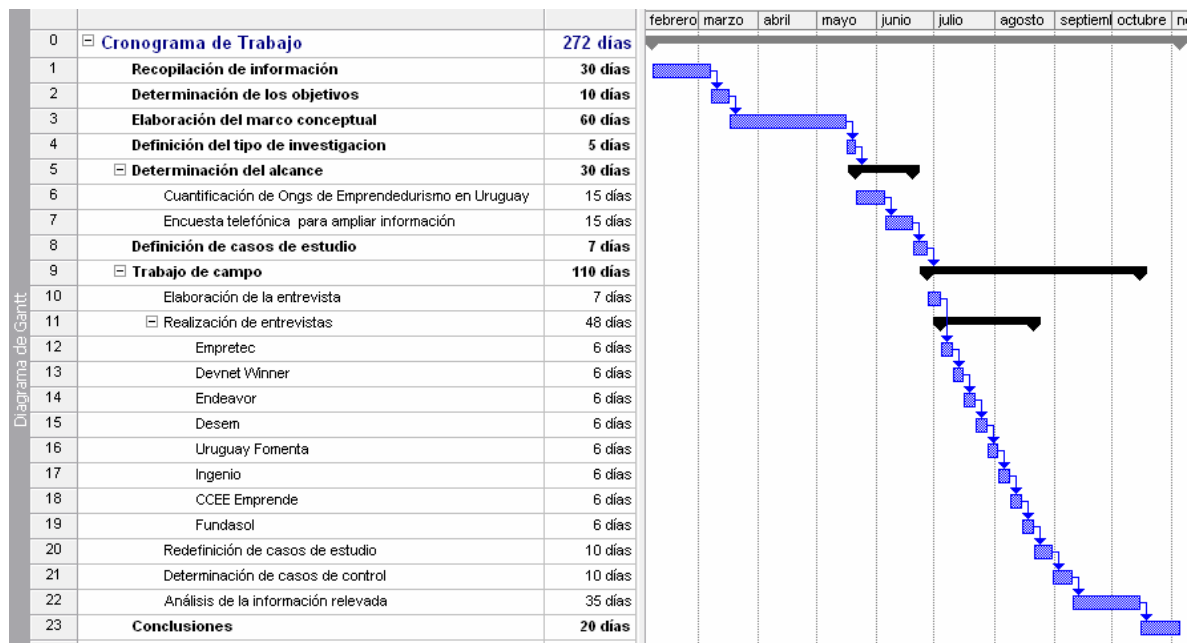 febrero marzo abril mayo junio julio agosto septieml octubre n
0 Cronograma de Trabajo 272 días
1 Recopilación de información 30 días
2 Determinación de los objetivos 10 días
3 Elaboración del marco conceptual 60 días
4 Definición del tipo de investigacion 5 días
5 Determinación del alcance 30 días
6 Cuantificación de Ongs de Emprendedurismo en Uruguay 15 días
7 Encuesta telefónica para ampliar información 15 días
8 Definición de casos de estudio 7 días
9 Trabajo de campo 110 días
10 Elaboración de la entrevista 7 días
11 Realización de entrevistas 48 días
12 Empretec 6 días
13 Devnet Winner 6 días
14 Endeavor 6 días
15 Desem 6 días
16 Uruguay Fomenta 6 días
17 Ingenio 6 días
18 CCEE Emprende 6 días
19 Fundasol 6 días
20 Redefinición de casos de estudio 10 días
21 Determinación de casos de control 10 días
22 Análisis de la información relevada 35 días
23 Conclusiones 20 días
Diagrama de Gantt